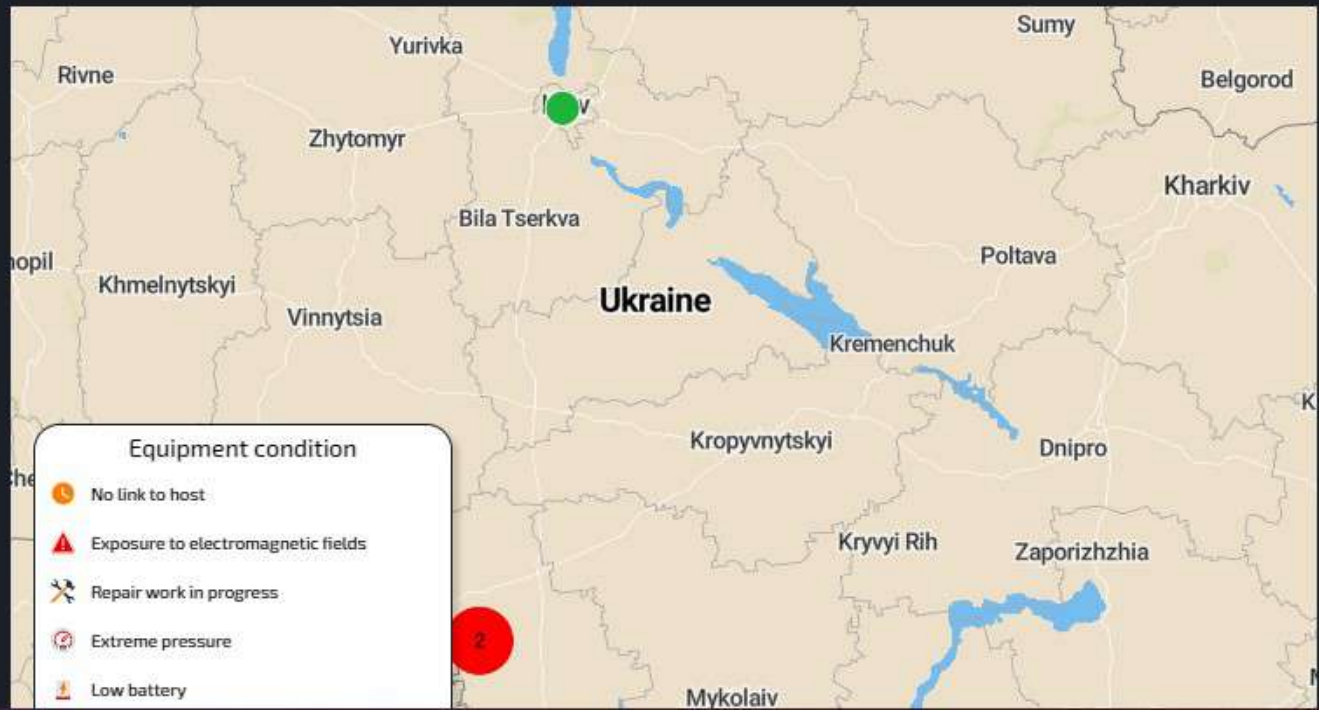 Sumy
Yurivka
Rivne
Belgorod
Zhytomyr
Kharkiv
Bila Tserkva
Poltava
nopil
Khmelnytskyi
Ukraine
Vinnytsia
Kremenchuk
K
Kropyvnytskyi
Dnipro
Equipment condition
Che
No link to host
Exposure to electromagnetic fields
Kryvyi Rih
Zaporizhzhia
Repair work in progress
Extreme pressure
2
Low battery
Mykolaiv